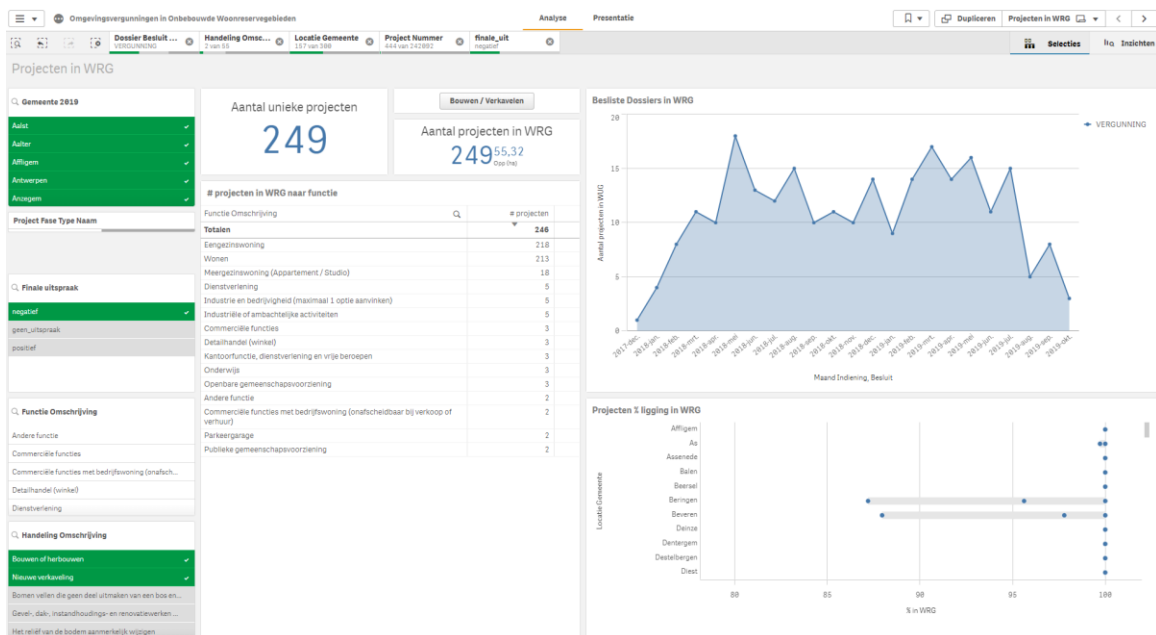 Omgevingsvergunningen in Onbebouwde Woonreservegebieden
Analyse
Presentatie
Dupliceren
Projecten in WRG
Dossier Besluit ...
VERGUNNING
Handeling Omsc...
2 van 55
Locatie Gemeente
157 van 300
Project Nummer
444 van 242092
finale_uit
negatief
Selecties
Inzichten
Projecten in WRG
Gemeente 2019
Aalst
Aalter
Affligem
Antwerpen
Anzegem
Project Fase Type Naam
Finale uitspraak
negatief
geen_uitspraak
positief
Functie Omschrijving
Andere functie
Commerciële functies
Commerciële functies met bedrijfswoning (onafsch...
Detailhandel (winkel)
Dienstverlening
Handeling Omschrijving
Bouwen of herbouwen
Nieuwe verkaveling
Bomen vellen die geen deel uitmaken van een bos en...
Gevel-, dak-, instandhoudings- en renovatiewerken ...
Het reliëf van de bodem aanmerkelijk wijzigen
Aantal unieke projecten
249
Bouwen / Verkavelen
Aantal projecten in WRG
249 55,32
Opp (ha)
# projecten in WRG naar functie
Functie Omschrijving # projecten
Totalen 246
Eengezinswoning 218
Wonen 213
Meergezinswoning (Appartement / Studio) 18
Dienstverlening 5
Industrie en bedrijvigheid (maximaal 1 optie aanvinken) 5
Industriële of ambachtelijke activiteiten 5
Commerciële functies 3
Detailhandel (winkel) 3
Kantoorfunctie, dienstverlening en vrije beroepen 3
Onderwijs 3
Openbare gemeenschapsvoorziening 3
Andere functie 2
Commerciële functies met bedrijfswoning (onafscheidbaar bij verkoop of 2
verhuur)
Parkeergarage 2
Publieke gemeenschapsvoorziening 2
Besliste Dossiers in WRG
VERGUNNING
Aantal projecten in WUG
20
15
10
5
0
2017-dec.
2018-jan.
2018-feb.
2018-mrt.
2018-apr.
2018-mei
2018-jun.
2018-jul.
2018-aug.
2018-sep.
2018-okt.
2018-nov.
2018-dec.
2019-jan.
2019-feb.
2019-mrt.
2019-apr.
2019-mei
2019-jun.
2019-jul.
2019-aug.
2019-sep.
2019-okt.
Maand Indiening, Besluit
Projecten % ligging in WRG
Locatie Gemeente
Affligem
As
Assenede
Balen
Beersel
Beringen
Beveren
Deinze
Dentergem
Destelbergen
Diest
80 85 90 95 100
% in WRG